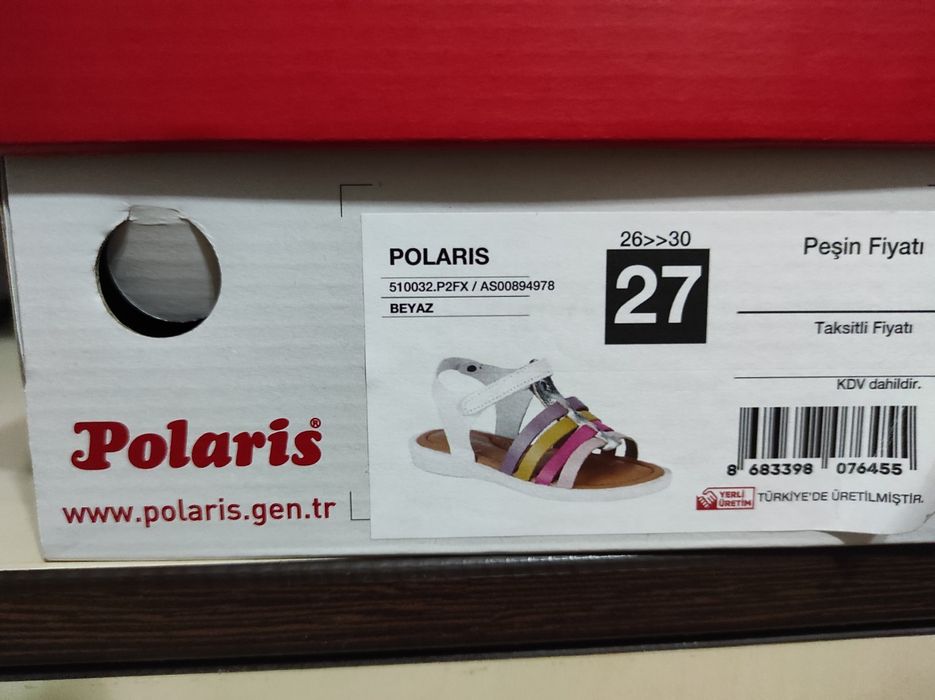 Polaris®
www.polaris.gen.tr
POLARIS
510032.P2FX / AS00894978
BEYAZ
26>>30
27
Peşin Fiyatı
Taksitli Fiyatı
KDV dahildir.
8 683398 076455
YERLİ
ÜRETİM
TÜRKİYE'DE ÜRETİLMİŞTİR.